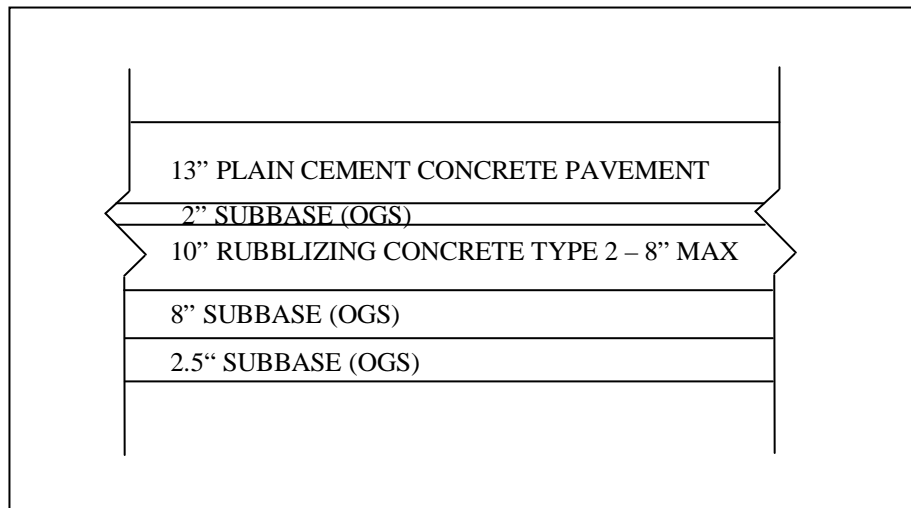 13” PLAIN CEMENT CONCRETE PAVEMENT
2” SUBBASE (OGS)
10” RUBBLIZING CONCRETE TYPE 2 – 8” MAX
8” SUBBASE (OGS)
2.5“ SUBBASE (OGS)